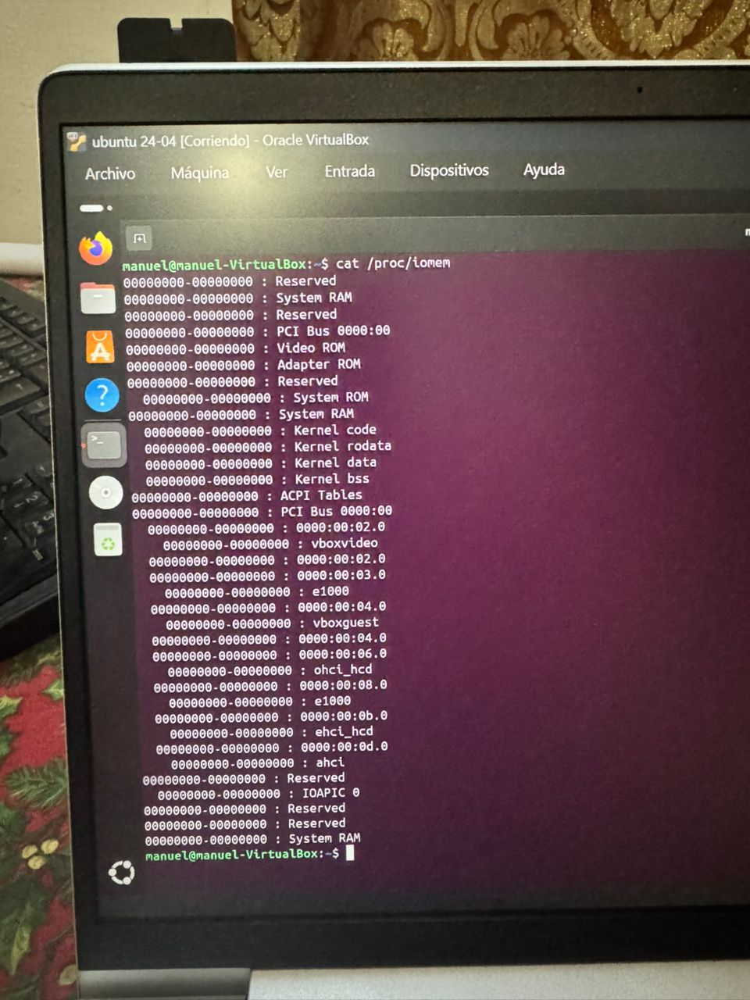 ubuntu 24-04 [Corriendo] - Oracle VirtualBox
Archivo Máquina Ver Entrada Dispositivos Ayuda
manuel@manuel-VirtualBox:~$ cat /proc/iomem
00000000-00000000 : Reserved
00000000-00000000 : System RAM
00000000-00000000 : Reserved
00000000-00000000 : PCI Bus 0000:00
00000000-00000000 : Video ROM
00000000-00000000 : Adapter ROM
00000000-00000000 : Reserved
  00000000-00000000 : System ROM
00000000-00000000 : System RAM
  00000000-00000000 : Kernel code
  00000000-00000000 : Kernel rodata
  00000000-00000000 : Kernel data
  00000000-00000000 : Kernel bss
00000000-00000000 : ACPI Tables
00000000-00000000 : PCI Bus 0000:00
  00000000-00000000 : 0000:00:02.0
    00000000-00000000 : vboxvideo
  00000000-00000000 : 0000:00:02.0
  00000000-00000000 : 0000:00:03.0
    00000000-00000000 : e1000
  00000000-00000000 : 0000:00:04.0
    00000000-00000000 : vboxguest
  00000000-00000000 : 0000:00:04.0
  00000000-00000000 : 0000:00:06.0
    00000000-00000000 : ohci_hcd
  00000000-00000000 : 0000:00:08.0
    00000000-00000000 : e1000
  00000000-00000000 : 0000:00:0b.0
    00000000-00000000 : ehci_hcd
  00000000-00000000 : 0000:00:0d.0
    00000000-00000000 : ahci
00000000-00000000 : Reserved
  00000000-00000000 : IOAPIC 0
00000000-00000000 : Reserved
00000000-00000000 : Reserved
00000000-00000000 : System RAM
manuel@manuel-VirtualBox:~$